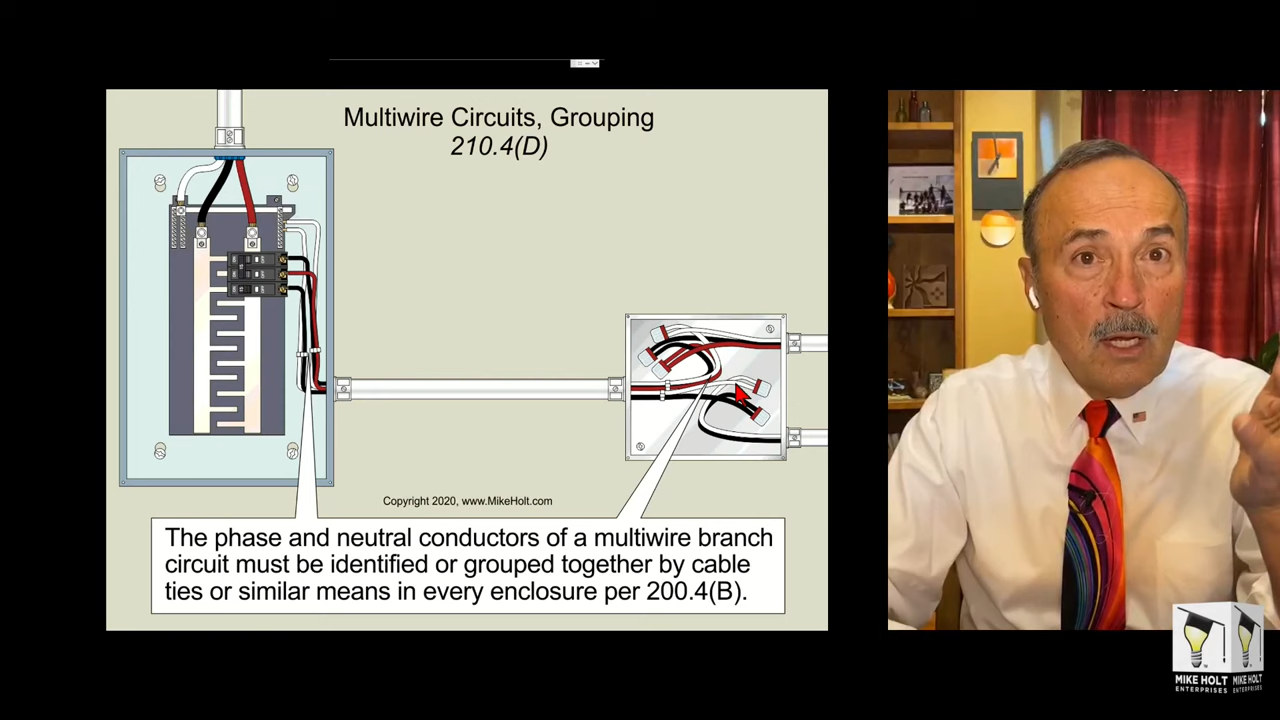 Multiwire Circuits, Grouping
210.4(D)
Copyright 2020, www.MikeHolt.com
The phase and neutral conductors of a multiwire branch
circuit must be identified or grouped together by cable
ties or similar means in every enclosure per 200.4(B).
MIKE HOLT
ENTERPRISES
MIKE HOLT
ENTERPRISES